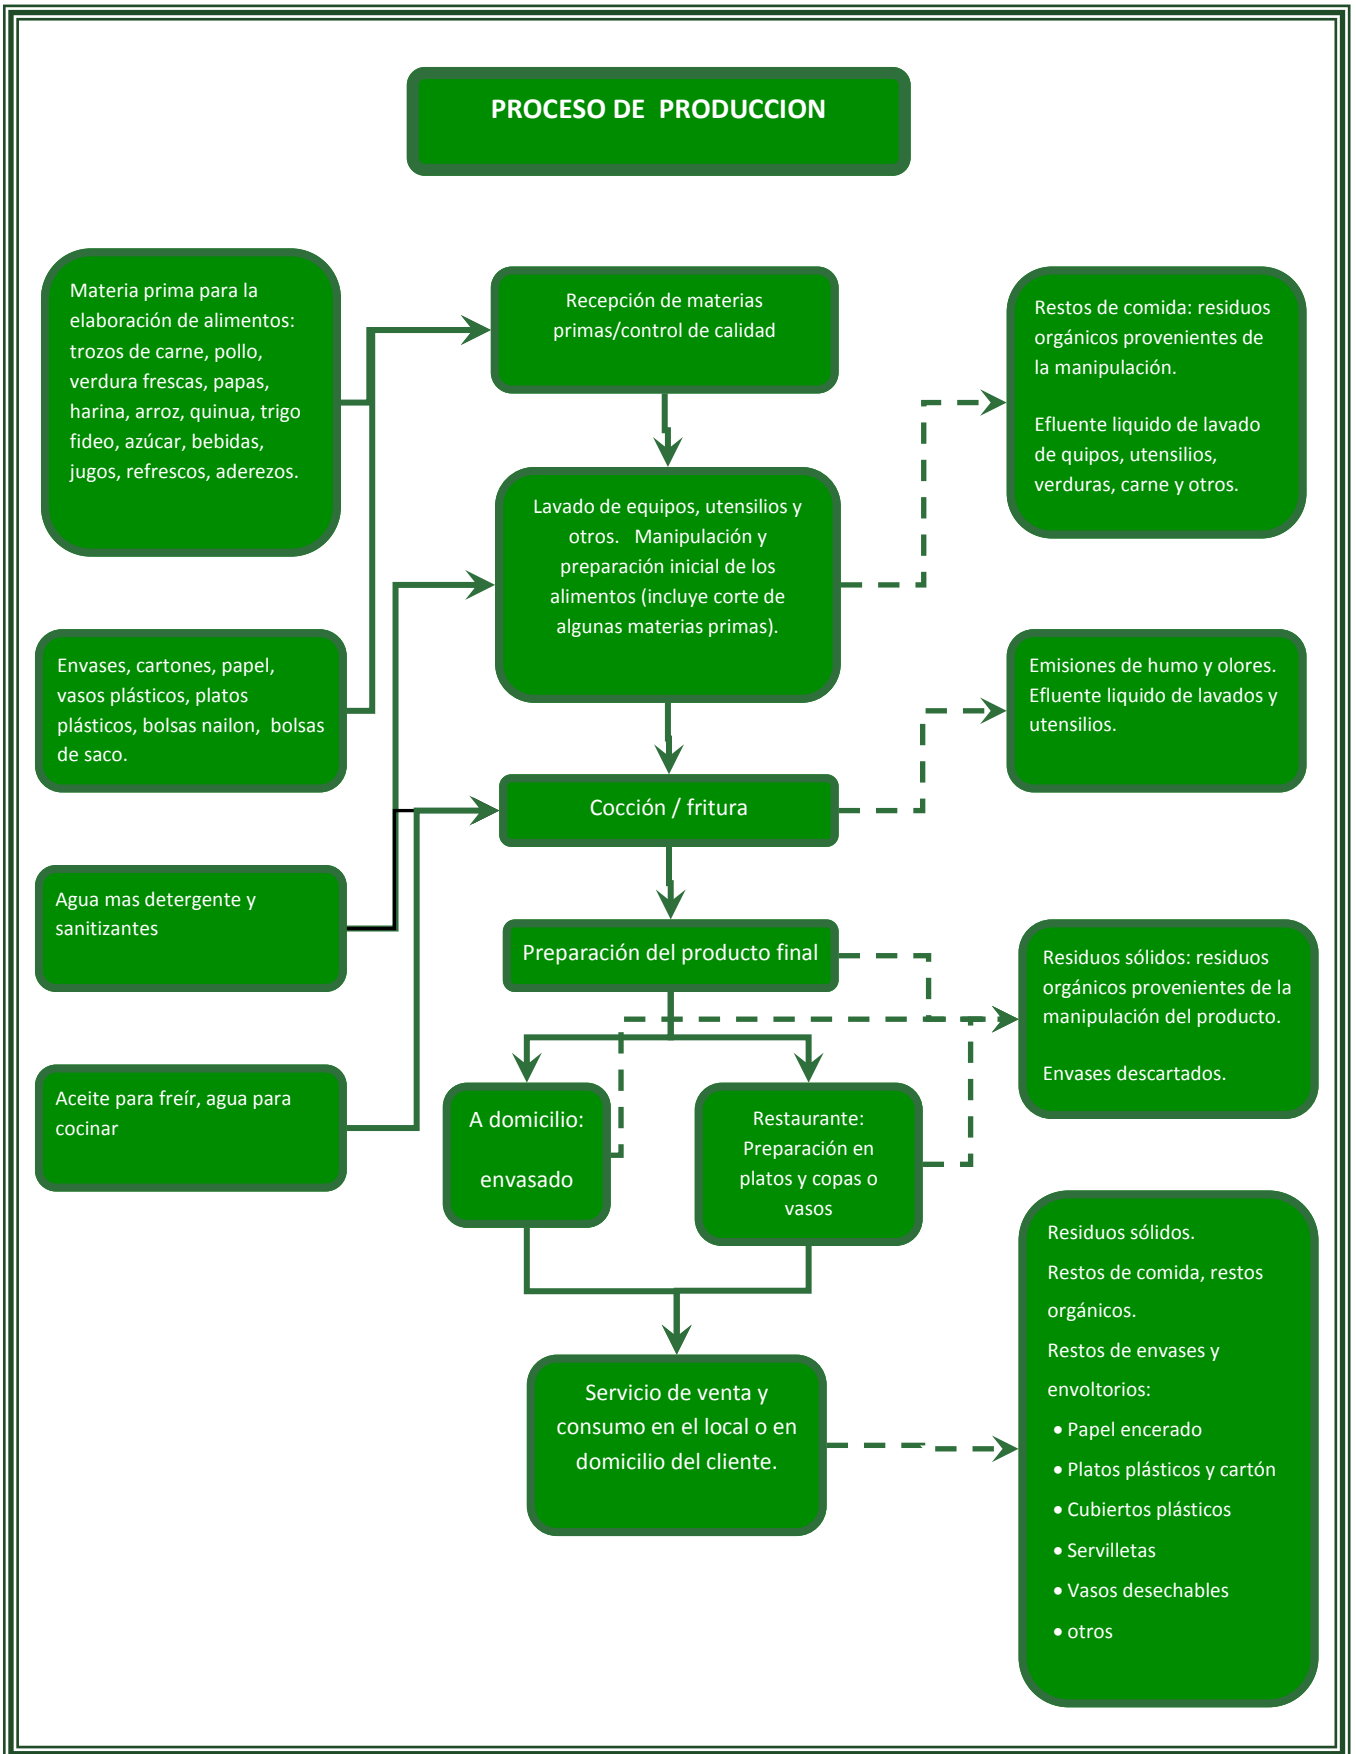 PROCESO DE  PRODUCCION
Materia prima para la
elaboración de alimentos:
trozos de carne, pollo,
verdura frescas, papas,
harina, arroz, quinua, trigo
fideo, azúcar, bebidas,
jugos, refrescos, aderezos.
Recepción de materias
primas/control de calidad
Restos de comida: residuos
orgánicos provenientes de
la manipulación.
Efluente liquido de lavado
de quipos, utensilios,
verduras, carne y otros.
Lavado de equipos, utensilios y
otros.   Manipulación y
preparación inicial de los
alimentos (incluye corte de
algunas materias primas).
Envases, cartones, papel,
vasos plásticos, platos
plásticos, bolsas nailon,  bolsas
de saco.
Emisiones de humo y olores.
Efluente liquido de lavados y
utensilios.
Cocción / fritura
Agua mas detergente y
sanitizantes
Preparación del producto final
Residuos sólidos: residuos
orgánicos provenientes de la
manipulación del producto.
Envases descartados.
Aceite para freír, agua para
cocinar
A domicilio:
envasado
Restaurante:
Preparación en
platos y copas o
vasos
Residuos sólidos.
Restos de comida, restos
orgánicos.
Restos de envases y
envoltorios:
• Papel encerado
• Platos plásticos y cartón
• Cubiertos plásticos
• Servilletas
• Vasos desechables
• otros
Servicio de venta y
consumo en el local o en
domicilio del cliente.